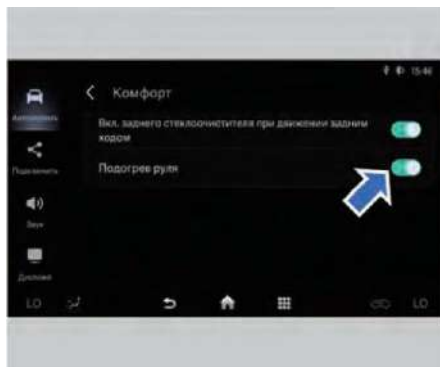 15:46
Комфорт
Автомобиль
Вкл. заднего стеклоочистителя при движении задним
ходом
Подключить
Подогрев руля
Звук
Дисплей
LO
LO